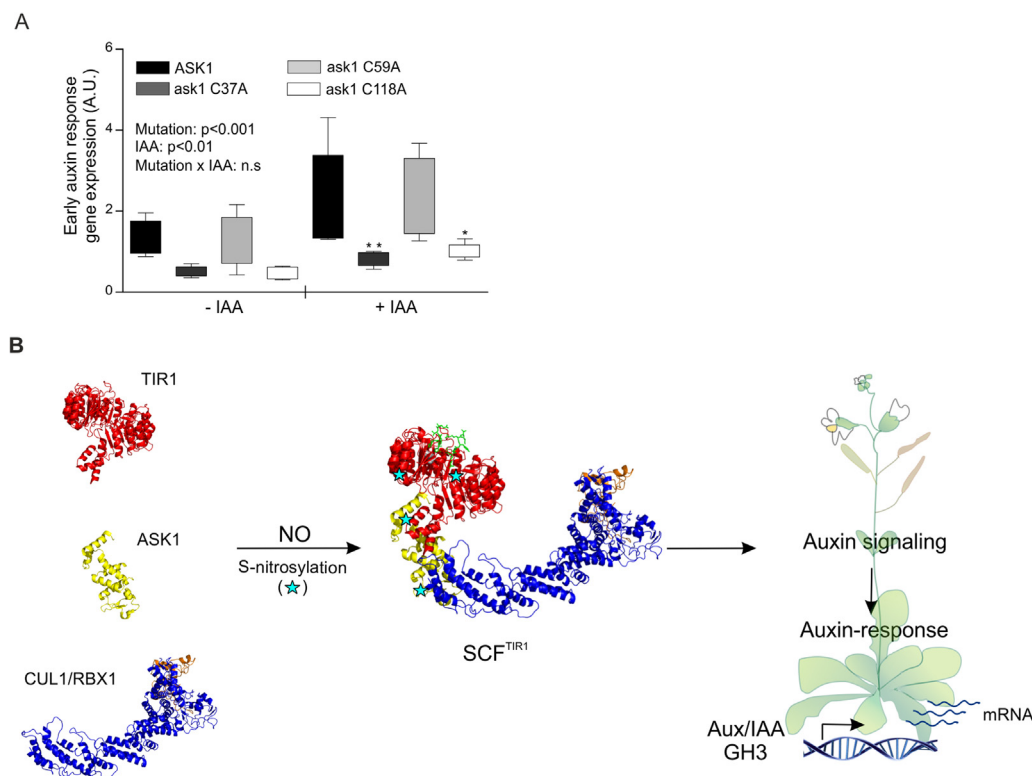 A
Early auxin response
gene expression (A.U.)
6
4
2
0
ASK1
ask1 C37A
ask1 C59A
ask1 C118A
Mutation: p<0.001
IAA: p<0.01
Mutation x IAA: n.s
* *
*
- IAA
+ IAA
B
TIR1
ASK1
CUL1/RBX1
NO
S-nitrosylation
(★)
SCF^TIR1
Auxin signaling
Auxin-response
mRNA
Aux/IAA
GH3